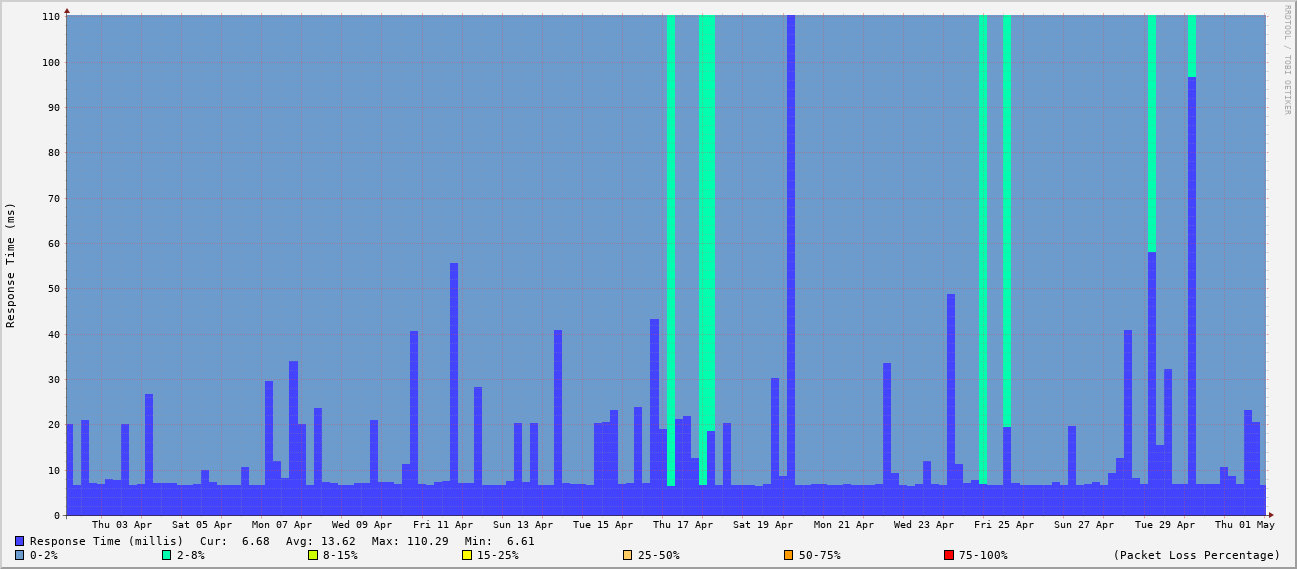 RRDTOOL / TOBI OETIKER
Response Time (ms)
110
100
90
80
70
60
50
40
30
20
10
0
Thu 03 Apr Sat 05 Apr Mon 07 Apr Wed 09 Apr Fri 11 Apr Sun 13 Apr Tue 15 Apr Thu 17 Apr Sat 19 Apr Mon 21 Apr Wed 23 Apr Fri 25 Apr Sun 27 Apr Tue 29 Apr Thu 01 May
Response Time (millis) Cur: 6.68 Avg: 13.62 Max: 110.29 Min: 6.61
0-2% 2-8% 8-15% 15-25% 25-50% 50-75% 75-100% (Packet Loss Percentage)